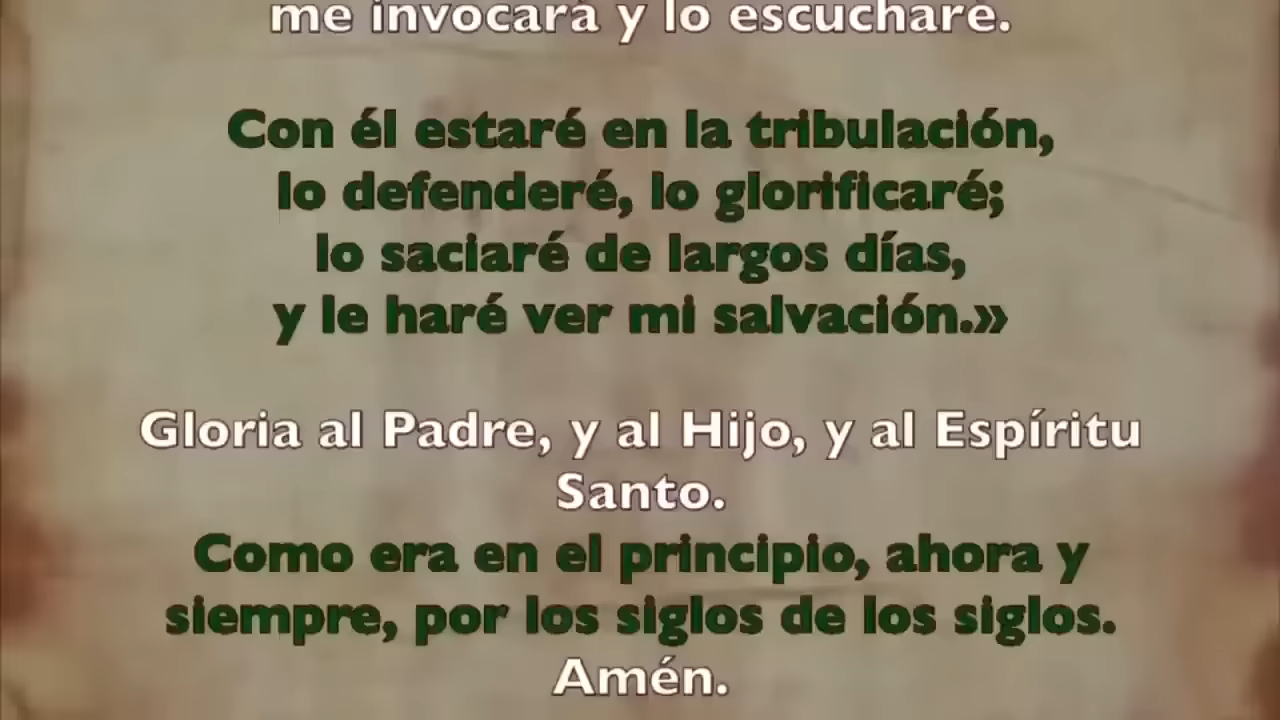 me invocará y lo escucharé.
Con él estaré en la tribulación,
lo defenderé, lo glorificaré;
lo saciaré de largos días,
y le haré ver mi salvación.»
Gloria al Padre, y al Hijo, y al Espíritu
Santo.
Como era en el principio, ahora y
siempre, por los siglos de los siglos.
Amén.